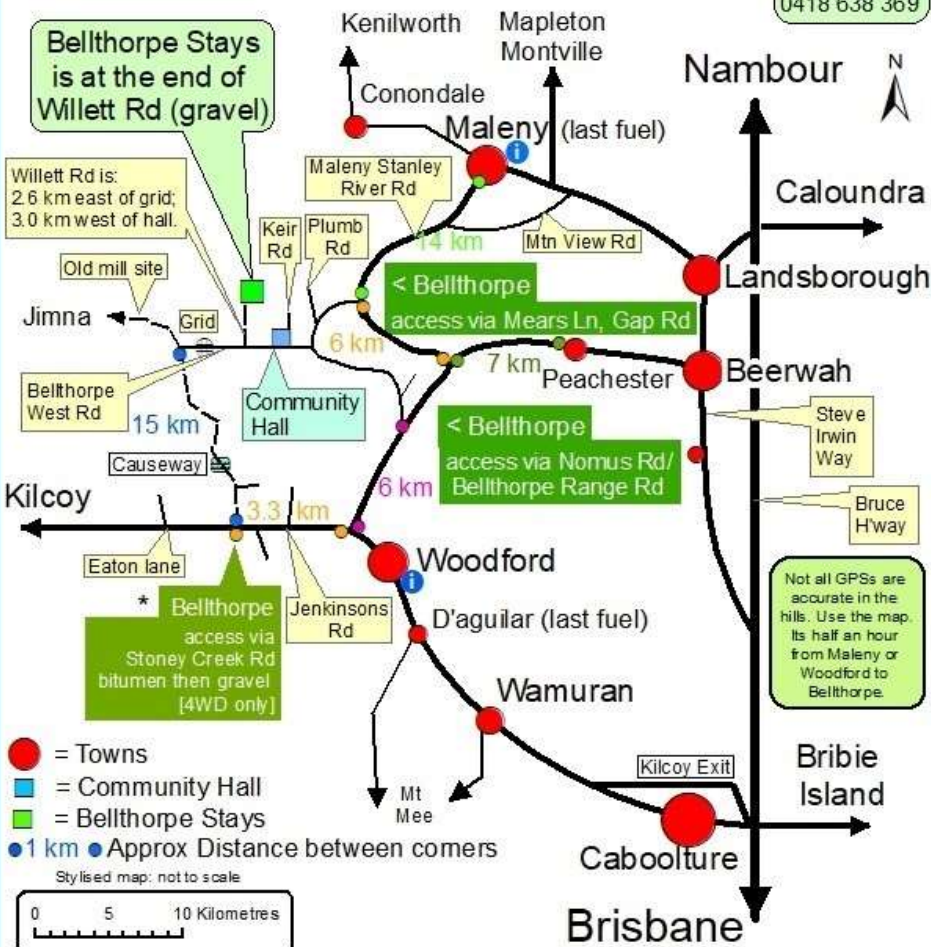 0418 638 369
Kenilworth
Mapleton
Montville
Bellthorpe Stays
is at the end of
Willett Rd (gravel)
Nambour
N
Conondale
Maleny (last fuel)
i
Willett Rd is:
2.6 km east of grid;
3.0 km west of hall.
Maleny Stanley
River Rd
Caloundra
Keir
Rd
Plumb
Rd
14 km
Mtn View Rd
Old mill site
Landsborough
< Bellthorpe
access via Mears Ln, Gap Rd
Jimna
Grid
6 km
7 km
Peachester
Beerwah
Bellthorpe
West Rd
Community
Hall
15 km
< Bellthorpe
access via Nomus Rd/
Bellthorpe Range Rd
Steve
Irwin
Way
Causeway
Kilcoy
3.3 km
6 km
Bruce
H'way
Eaton lane
Woodford
i
* Bellthorpe
access via
Stoney Creek Rd
bitumen then gravel
[4WD only]
Jenkinsons
Rd
D'aguilar (last fuel)
Not all GPSs are
accurate in the
hills. Use the map.
Its half an hour
from Maleny or
Woodford to
Bellthorpe.
Wamuran
= Towns
= Community Hall
= Bellthorpe Stays
1 km Approx Distance between corners
Mt
Mee
Kilcoy Exit
Bribie
Island
Caboolture
Stylised map: not to scale
0 5 10 Kilometres
Brisbane